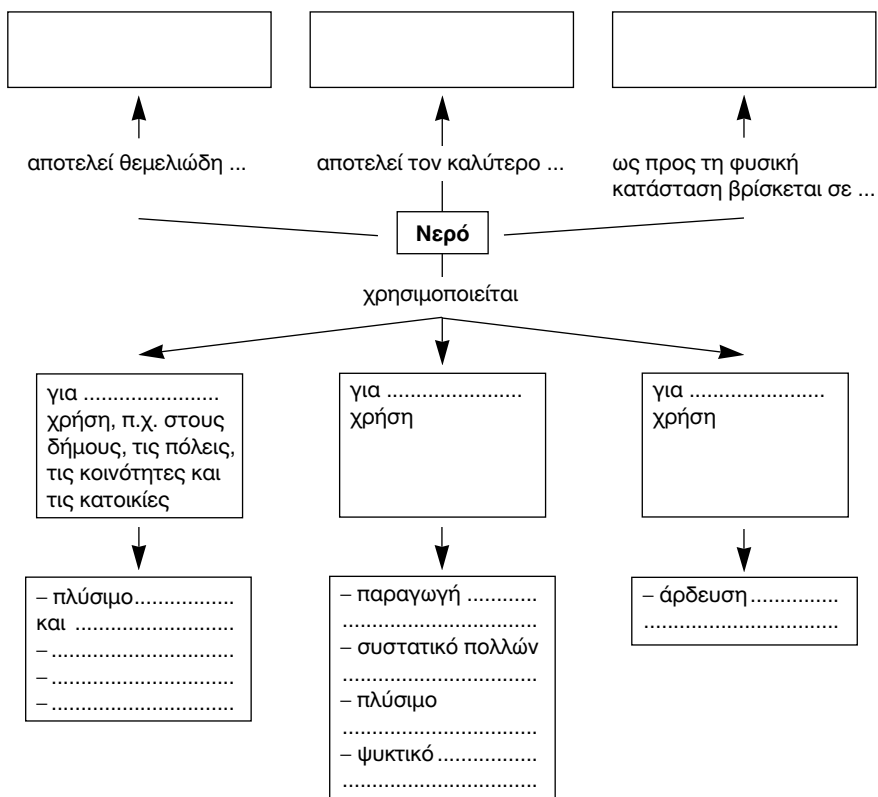 αποτελεί θεμελιώδη ...
αποτελεί τον καλύτερο ...
ως προς τη φυσική
κατάσταση βρίσκεται σε ...
Νερό
χρησιμοποιείται
για .......................
χρήση, π.χ. στους
δήμους, τις πόλεις,
τις κοινότητες και
τις κατοικίες
για .......................
χρήση
για .......................
χρήση
– πλύσιμο.................
και ...........................
– ...............................
– ...............................
– ...............................
– παραγωγή ............
.................................
– συστατικό πολλών
.................................
– πλύσιμο
.................................
– ψυκτικό .................
.................................
– άρδευση ...............
.................................